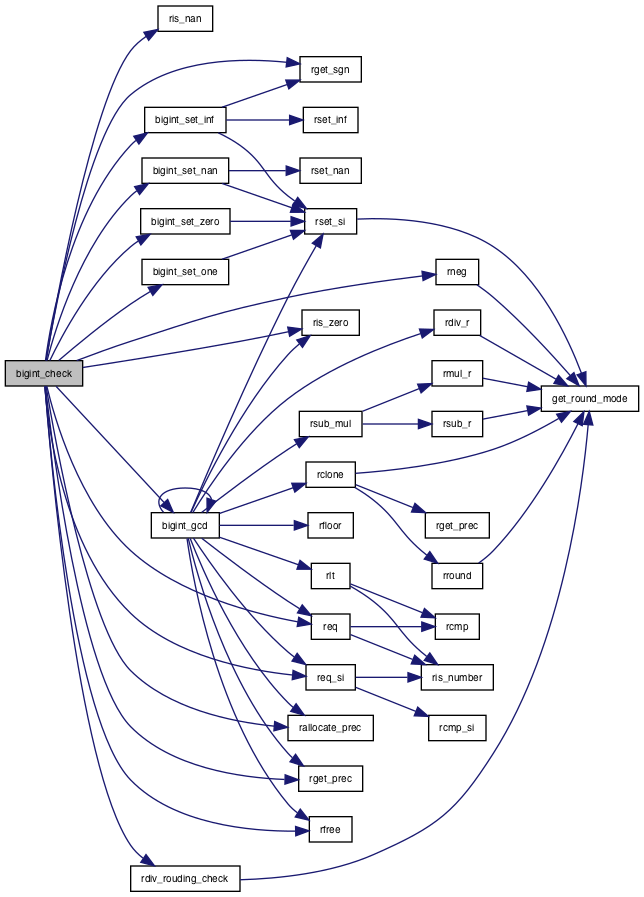 ris_nan
rget_sgn
bigint_set_inf
rset_inf
bigint_set_nan
rset_nan
bigint_set_zero
rset_si
bigint_set_one
rneg
ris_zero
rdiv_r
bigint_check
rmul_r
get_round_mode
rsub_mul
rsub_r
rclone
bigint_gcd
rfloor
rget_prec
rlt
rround
req
rcmp
req_si
ris_number
rallocate_prec
rcmp_si
rget_prec
rfree
rdiv_rouding_check